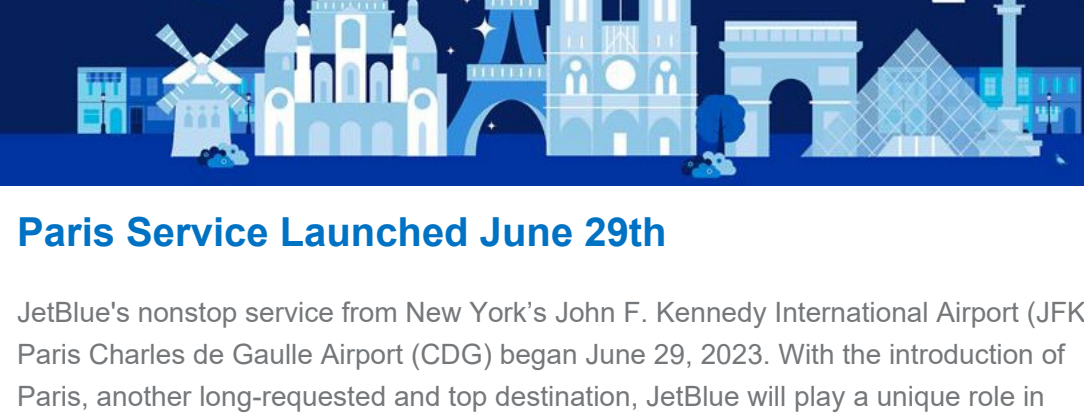 Paris Service Launched June 29th
JetBlue's nonstop service from New York’s John F. Kennedy International Airport (JFK
Paris Charles de Gaulle Airport (CDG) began June 29, 2023. With the introduction of
Paris, another long-requested and top destination, JetBlue will play a unique role in